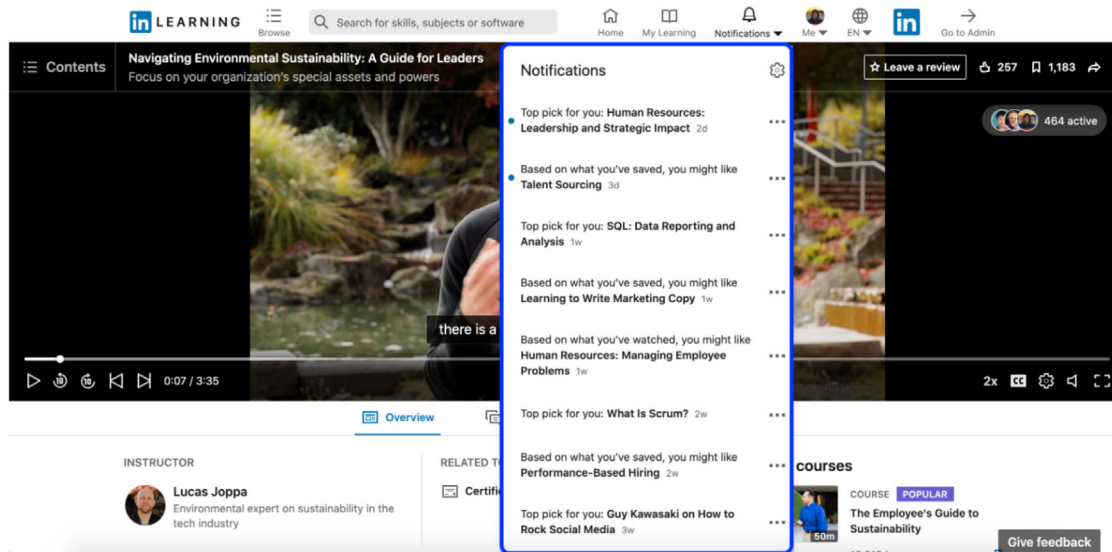 in LEARNING
Browse
Search for skills, subjects or software
Home
My Learning
Notifications
Me
EN
in
Go to Admin
Contents
Navigating Environmental Sustainability: A Guide for Leaders
Focus on your organization's special assets and powers
Leave a review
257
1,183
464 active
Notifications
Top pick for you: Human Resources:
Leadership and Strategic Impact 2d
Based on what you've saved, you might like
Talent Sourcing 3d
Top pick for you: SQL: Data Reporting and
Analysis 1w
Based on what you've saved, you might like
Learning to Write Marketing Copy 1w
Based on what you've watched, you might like
Human Resources: Managing Employee
Problems 1w
Top pick for you: What Is Scrum? 2w
Based on what you've saved, you might like
Performance-Based Hiring 2w
Top pick for you: Guy Kawasaki on How to
Rock Social Media 3w
there is a
10
10
0:07 / 3:35
2x
CC
Overview
INSTRUCTOR
Lucas Joppa
Environmental expert on sustainability in the
tech industry
RELATED T
Certifi
courses
50m
COURSE POPULAR
The Employee's Guide to
Sustainability
Give feedback